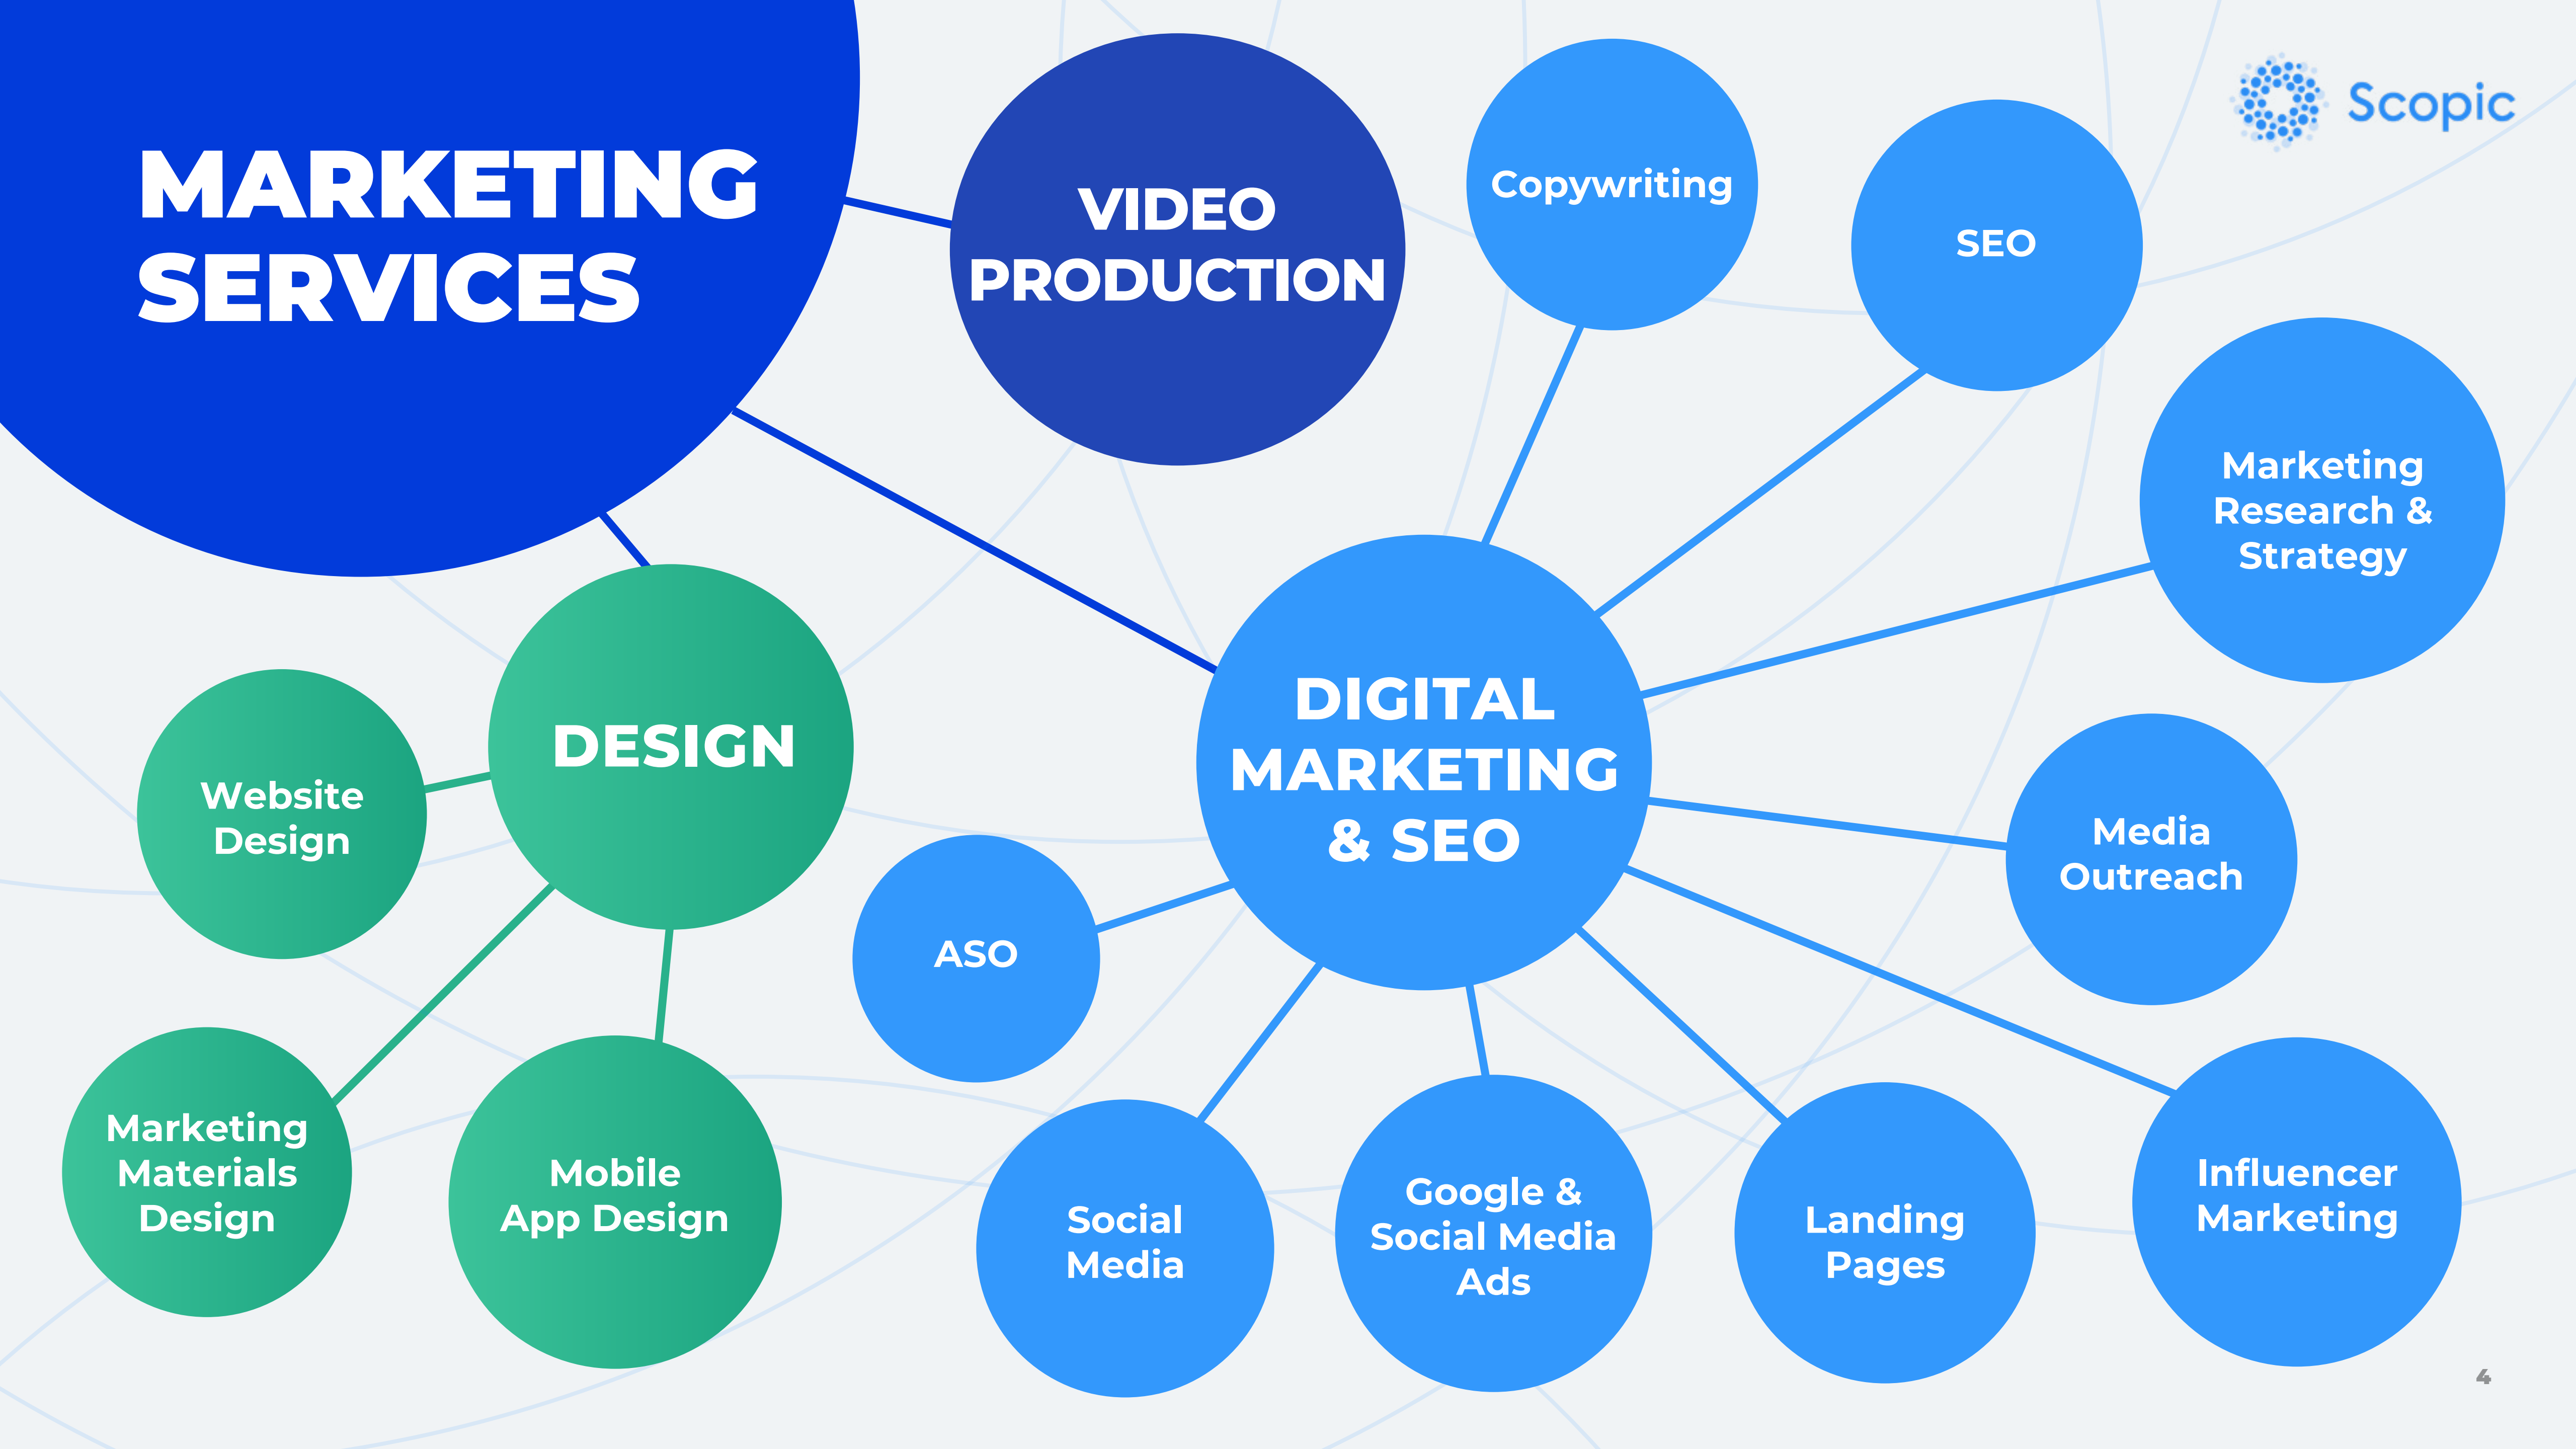 MARKETING
SERVICES
VIDEO
PRODUCTION
Copywriting
SEO
Scopic
Marketing
Research &
Strategy
DESIGN
DIGITAL
MARKETING
& SEO
Website
Design
Media
Outreach
ASO
Marketing
Materials
Design
Mobile
App Design
Social
Media
Google &
Social Media
Ads
Landing
Pages
Influencer
Marketing
4